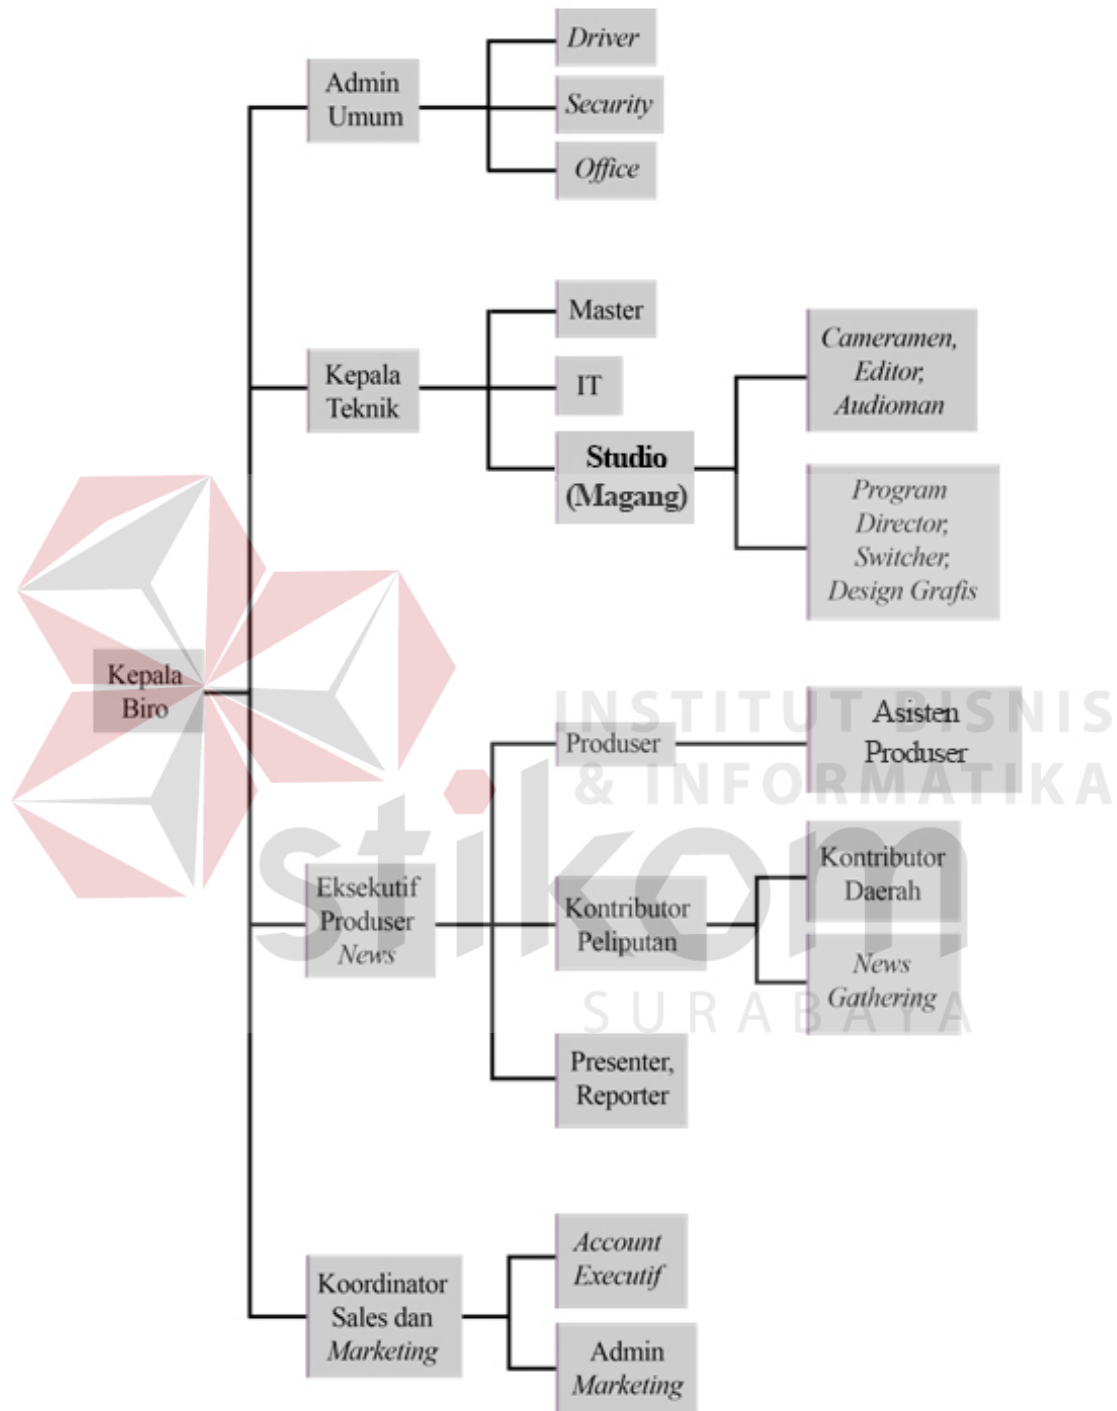 Driver
Admin
Umum
Security
Office
Master
Kepala
Teknik
IT
Studio
(Magang)
Cameramen,
Editor,
Audioman
Program
Director,
Switcher,
Design Grafis
Kepala
Biro
Produser
Asisten
Produser
Eksekutif
Produser
News
Kontributor
Peliputan
Kontributor
Daerah
News
Gathering
Presenter,
Reporter
Koordinator
Sales dan
Marketing
Account
Executif
Admin
Marketing
INSTITUT BISNIS
& INFORMATIKA
stikom
SURABAYA